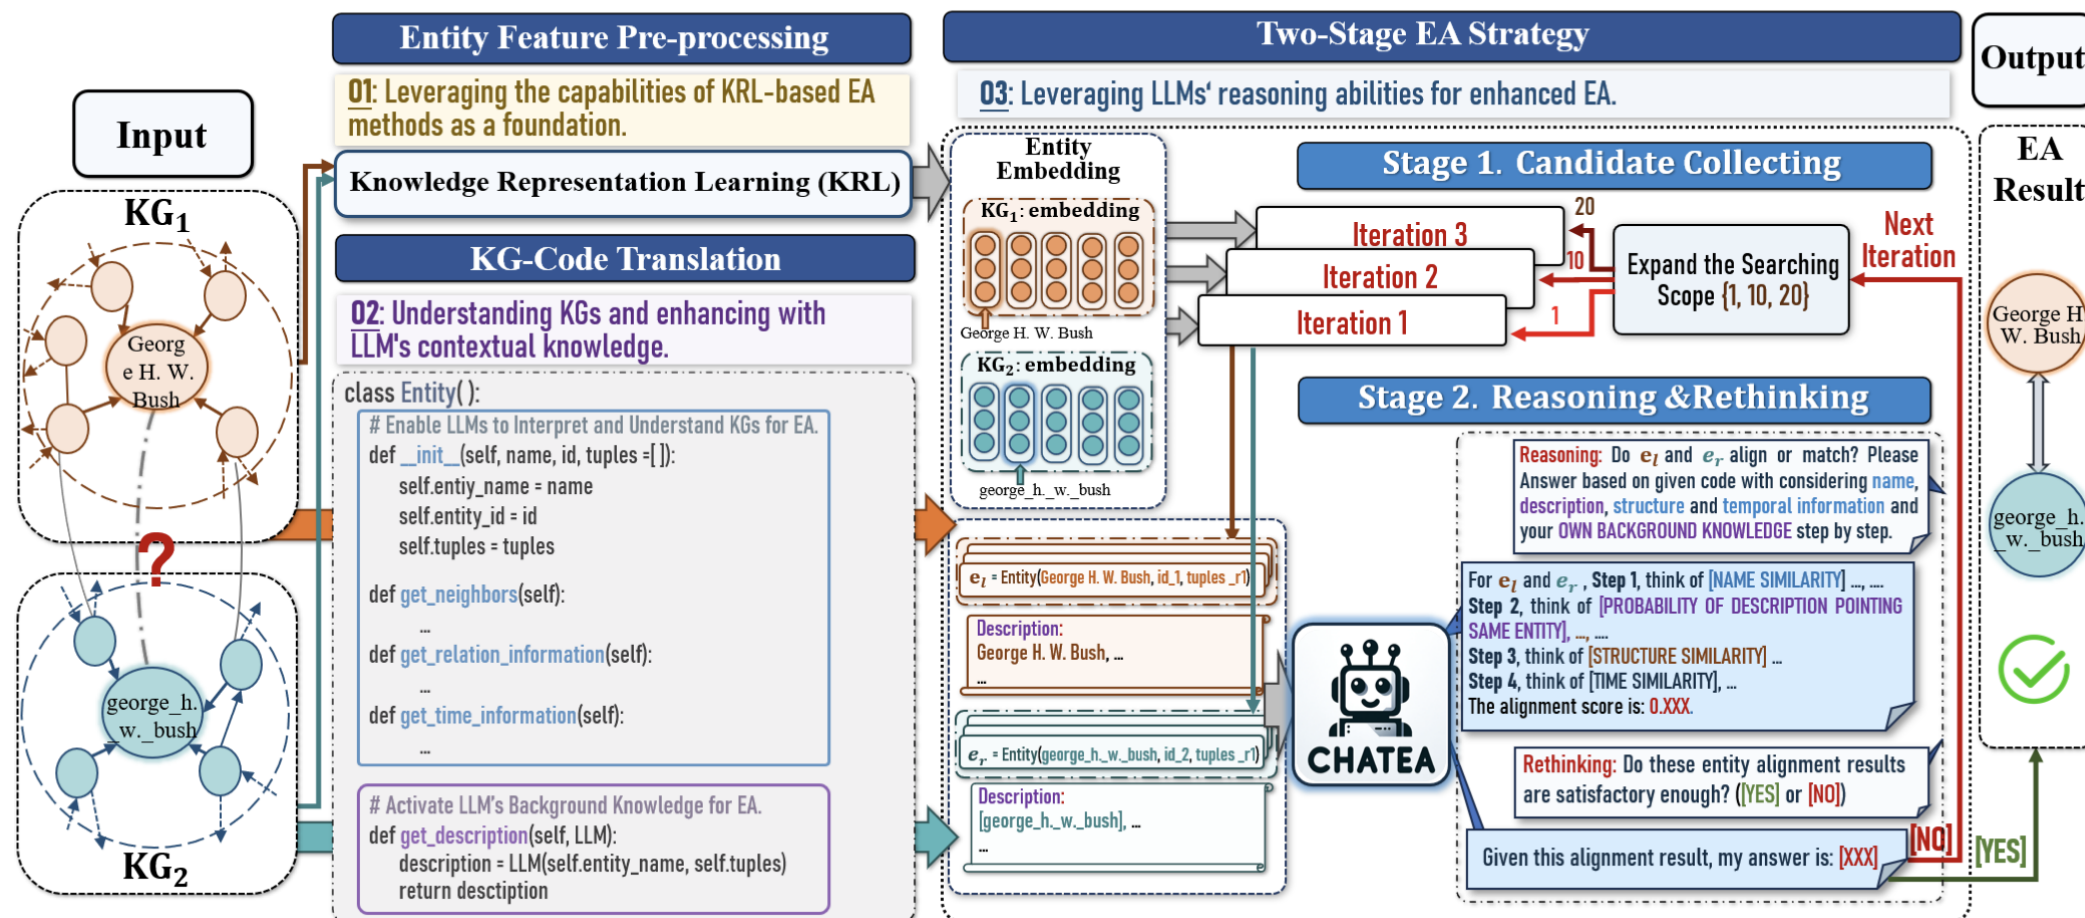 Input
KG1
Georg
e H. W.
Bush
?
george_h.
_w._bush
KG2
Entity Feature Pre-processing
01: Leveraging the capabilities of KRL-based EA
methods as a foundation.
Knowledge Representation Learning (KRL)
KG-Code Translation
02: Understanding KGs and enhancing with
LLM's contextual knowledge.
class Entity( ):
# Enable LLMs to Interpret and Understand KGs for EA.
def __init__(self, name, id, tuples =[ ]):
self.entiy_name = name
self.entity_id = id
self.tuples = tuples
def get_neighbors(self):
...
def get_relation_information(self):
...
def get_time_information(self):
...
# Activate LLM's Background Knowledge for EA.
def get_description(self, LLM):
description = LLM(self.entity_name, self.tuples)
return desctiption
Two-Stage EA Strategy
03: Leveraging LLMs' reasoning abilities for enhanced EA.
Entity
Embedding
KG1: embedding
George H. W. Bush
KG2: embedding
george_h._w._bush
Stage 1. Candidate Collecting
Iteration 3
Iteration 2
Iteration 1
20
10
1
Expand the Searching
Scope {1, 10, 20}
Next
Iteration
Stage 2. Reasoning &Rethinking
el = Entity(George H. W. Bush, id_1, tuples _r1)
Description:
George H. W. Bush, ...
...
er = Entity(george_h._w._bush, id_2, tuples _r1)
Description:
[george_h._w._bush], ...
...
CHATEA
Reasoning: Do el and er align or match? Please
Answer based on given code with considering name,
description, structure and temporal information and
your OWN BACKGROUND KNOWLEDGE step by step.
For el and er , Step 1, think of [NAME SIMILARITY] ..., ....
Step 2, think of [PROBABILITY OF DESCRIPTION POINTING
SAME ENTITY], ..., ....
Step 3, think of [STRUCTURE SIMILARITY] ...
Step 4, think of [TIME SIMILARITY], ...
The alignment score is: 0.XXX.
Rethinking: Do these entity alignment results
are satisfactory enough? ([YES] or [NO])
Given this alignment result, my answer is: [XXX]
[NO]
[YES]
Output
EA
Result
George H.
W. Bush
george_h.
_w._bush